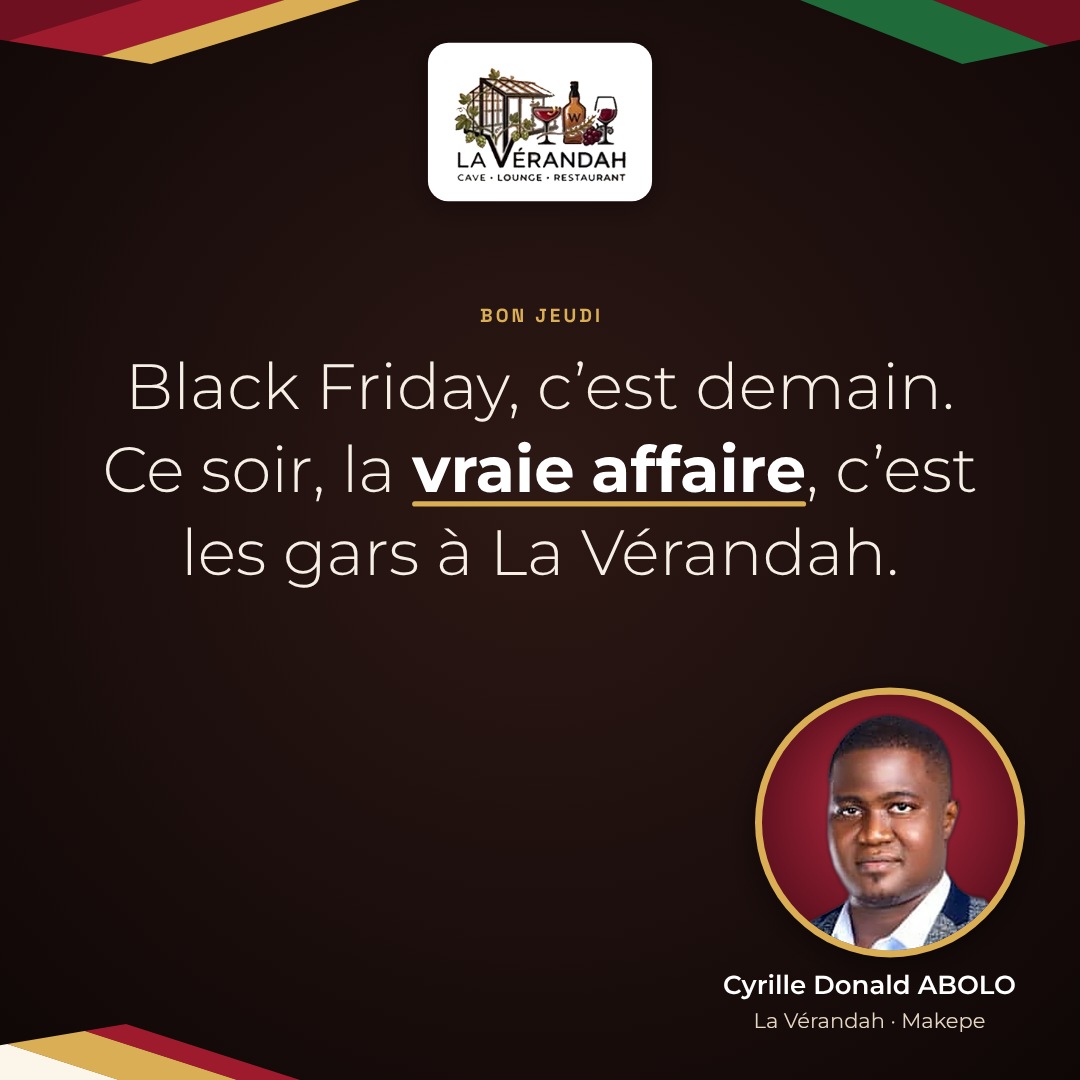 LA VÉRANDAH
CAVE • LOUNGE • RESTAURANT
W
BON JEUDI
Black Friday, c’est demain.
Ce soir, la vraie affaire, c’est
les gars à La Vérandah.
Cyrille Donald ABOLO
La Vérandah · Makepe